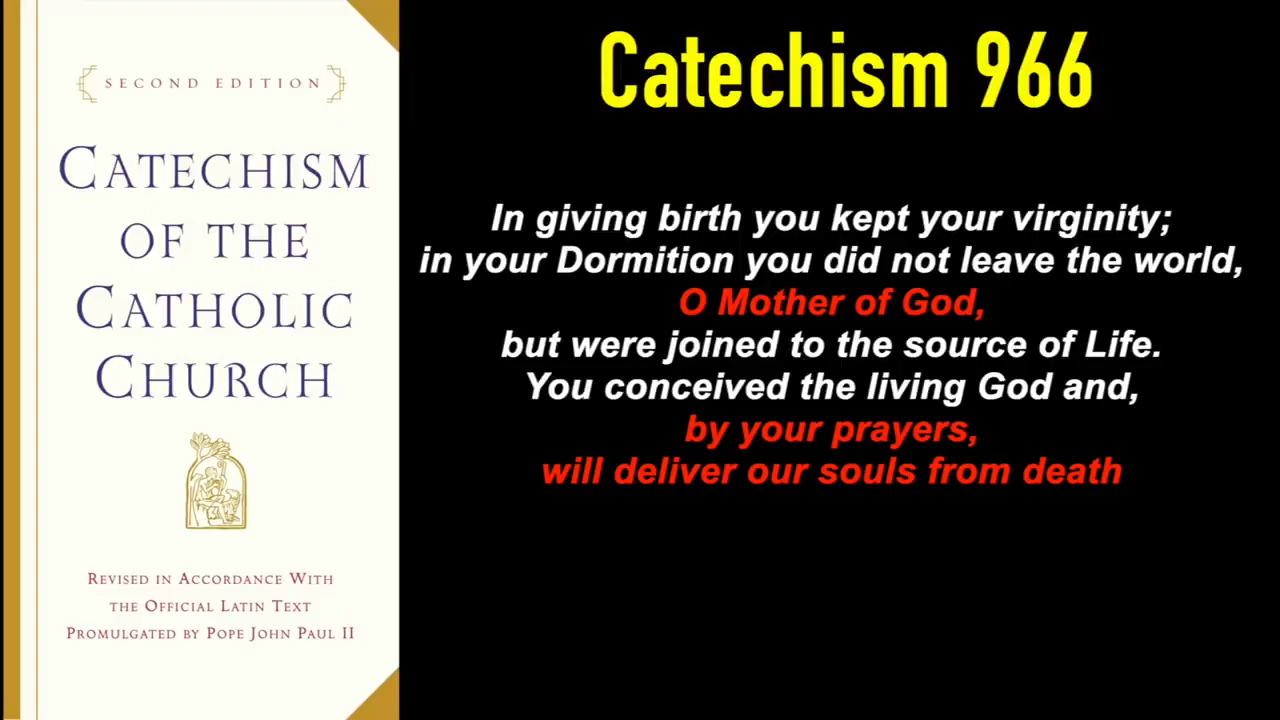 SECOND EDITION
CATECHISM
OF THE
CATHOLIC
CHURCH
REVISED IN ACCORDANCE WITH
THE OFFICIAL LATIN TEXT
PROMULGATED BY POPE JOHN PAUL II
Catechism 966
In giving birth you kept your virginity;
in your Dormition you did not leave the world,
O Mother of God,
but were joined to the source of Life.
You conceived the living God and,
by your prayers,
will deliver our souls from death